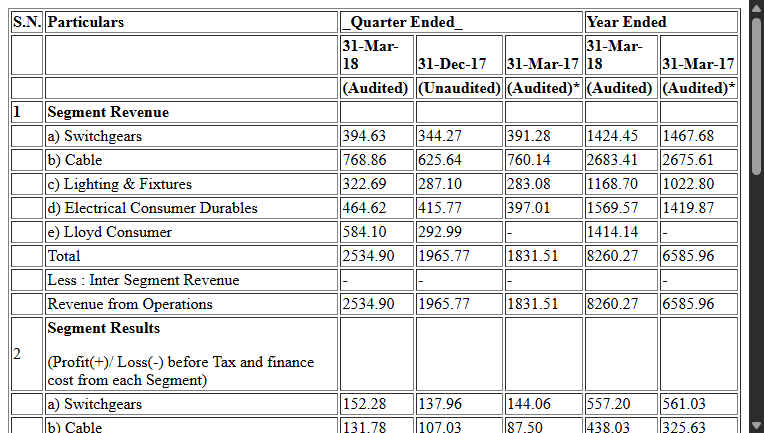 S.N. Particulars _Quarter Ended_ Year Ended
31-Mar-18 31-Dec-17 31-Mar-17 31-Mar-18 31-Mar-17
(Audited) (Unaudited) (Audited)* (Audited) (Audited)*
1 Segment Revenue
a) Switchgears 394.63 344.27 391.28 1424.45 1467.68
b) Cable 768.86 625.64 760.14 2683.41 2675.61
c) Lighting & Fixtures 322.69 287.10 283.08 1168.70 1022.80
d) Electrical Consumer Durables 464.62 415.77 397.01 1569.57 1419.87
e) Lloyd Consumer 584.10 292.99 - 1414.14 -
Total 2534.90 1965.77 1831.51 8260.27 6585.96
Less : Inter Segment Revenue - - - -
Revenue from Operations 2534.90 1965.77 1831.51 8260.27 6585.96
2 Segment Results
(Profit(+)/ Loss(-) before Tax and finance
cost from each Segment)
a) Switchgears 152.28 137.96 144.06 557.20 561.03
b) Cable 131.78 107.03 87.50 438.03 325.63